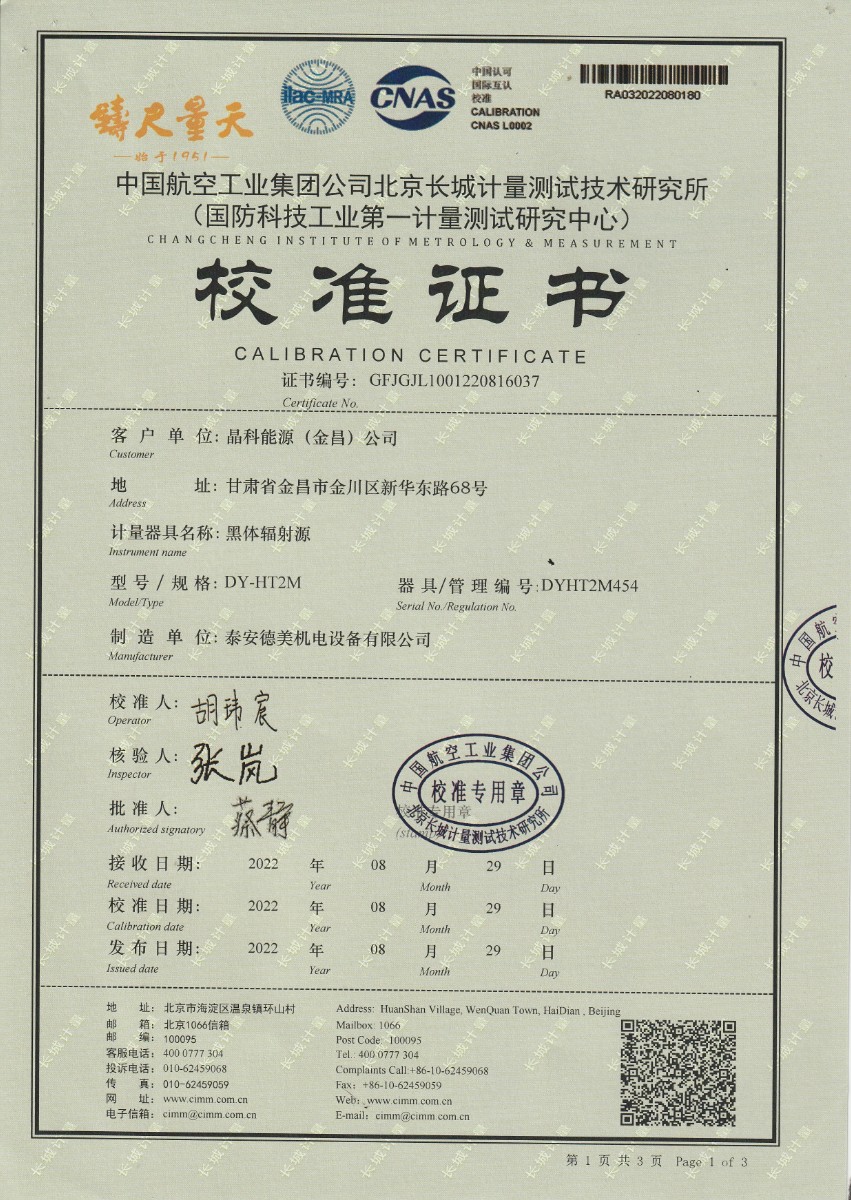 鑄尺量天
始于1951
ilac-MRA
CNAS
中国认可
国际互认
校准
CALIBRATION
CNAS L0002
RA032022080180
中国航空工业集团公司北京长城计量测试技术研究所
（国防科技工业第一计量测试研究中心）
CHANGCHENG INSTITUTE OF METROLOGY & MEASUREMENT
校准证书
CALIBRATION CERTIFICATE
证书编号： GFJGJL1001220816037
Certificate No.
客户单位：晶科能源（金昌）公司
Customer
地址：甘肃省金昌市金川区新华东路68号
Address
计量器具名称：黑体辐射源
Instrument name
型号/规格：DY-HT2M 器具/管理编号：DYHT2M454
Model/Type Serial No./Regulation No.
制造单位：泰安德美机电设备有限公司
Manufacturer
校准人：胡玮宸
Operator
核验人：张岚
Inspector
批准人：蔡静
Authorized signatory
中国航空工业集团公司
校准专用章
北京长城计量测试技术研究所
接收日期： 2022 年 08 月 29 日
Received date Year Month Day
校准日期： 2022 年 08 月 29 日
Calibration date Year Month Day
发布日期： 2022 年 08 月 29 日
Issued date Year Month Day
地址：北京市海淀区温泉镇环山村 Address: HuanShan Village, WenQuan Town, HaiDian , Beijing
邮箱：北京1066信箱 Mailbox: 1066
邮编：100095 Post Code: 100095
客服电话：400 0777 304 Tel. 400 0777 304
投诉电话：010-62459068 Complaints Call:+86-10-62459068
传真：010-62459059 Fax: +86-10-62459059
网址：www.cimm.com.cn Web: www.cimm.com.cn
电子信箱：cimm@cimm.com.cn E-mail: cimm@cimm.com.cn
第 1 页 共 3 页 Page 1 of 3